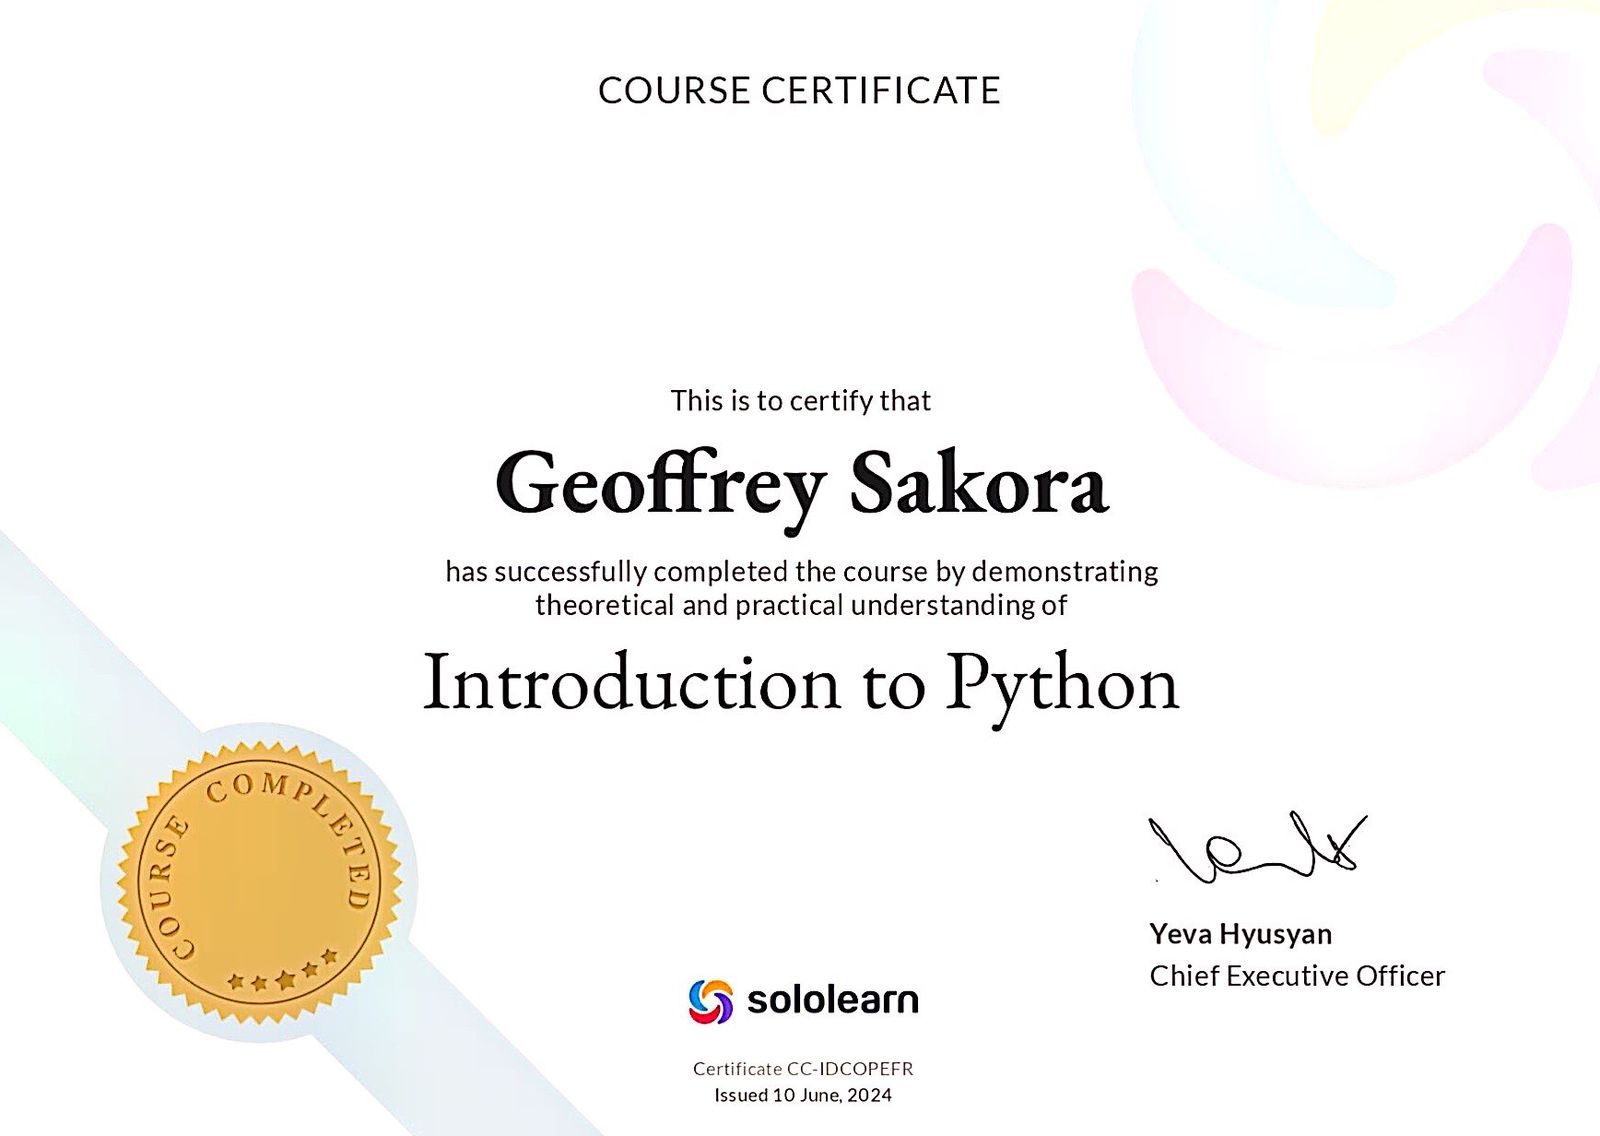 COURSE CERTIFICATE
This is to certify that
Geoffrey Sakora
has successfully completed the course by demonstrating
theoretical and practical understanding of
Introduction to Python
COURSE COMPLETED
Yeva Hyusyan
Chief Executive Officer
sololearn
Certificate CC-IDCOPEFR
Issued 10 June, 2024